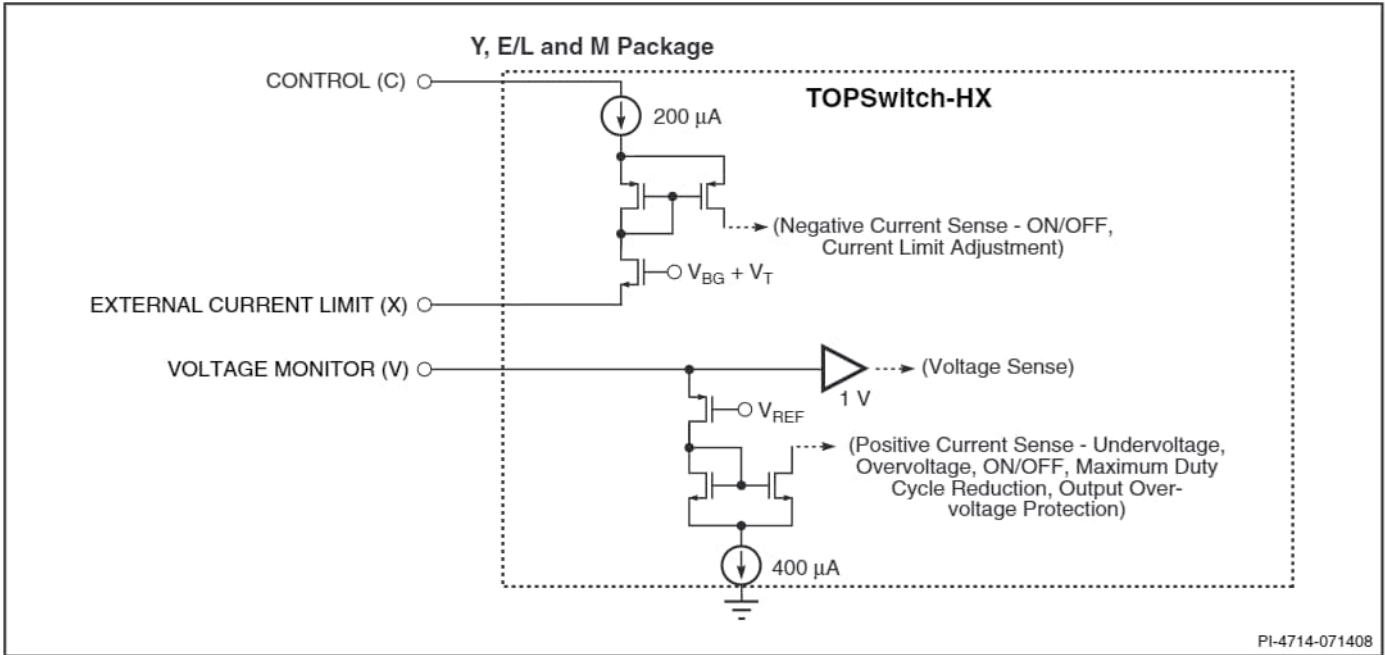 Y, E/L and M Package
CONTROL (C)
TOPSwitch-HX
200 μA
(Negative Current Sense - ON/OFF,
Current Limit Adjustment)
VBG + VT
EXTERNAL CURRENT LIMIT (X)
VOLTAGE MONITOR (V)
(Voltage Sense)
1 V
VREF
(Positive Current Sense - Undervoltage,
Overvoltage, ON/OFF, Maximum Duty
Cycle Reduction, Output Over-
voltage Protection)
400 μA
PI-4714-071408